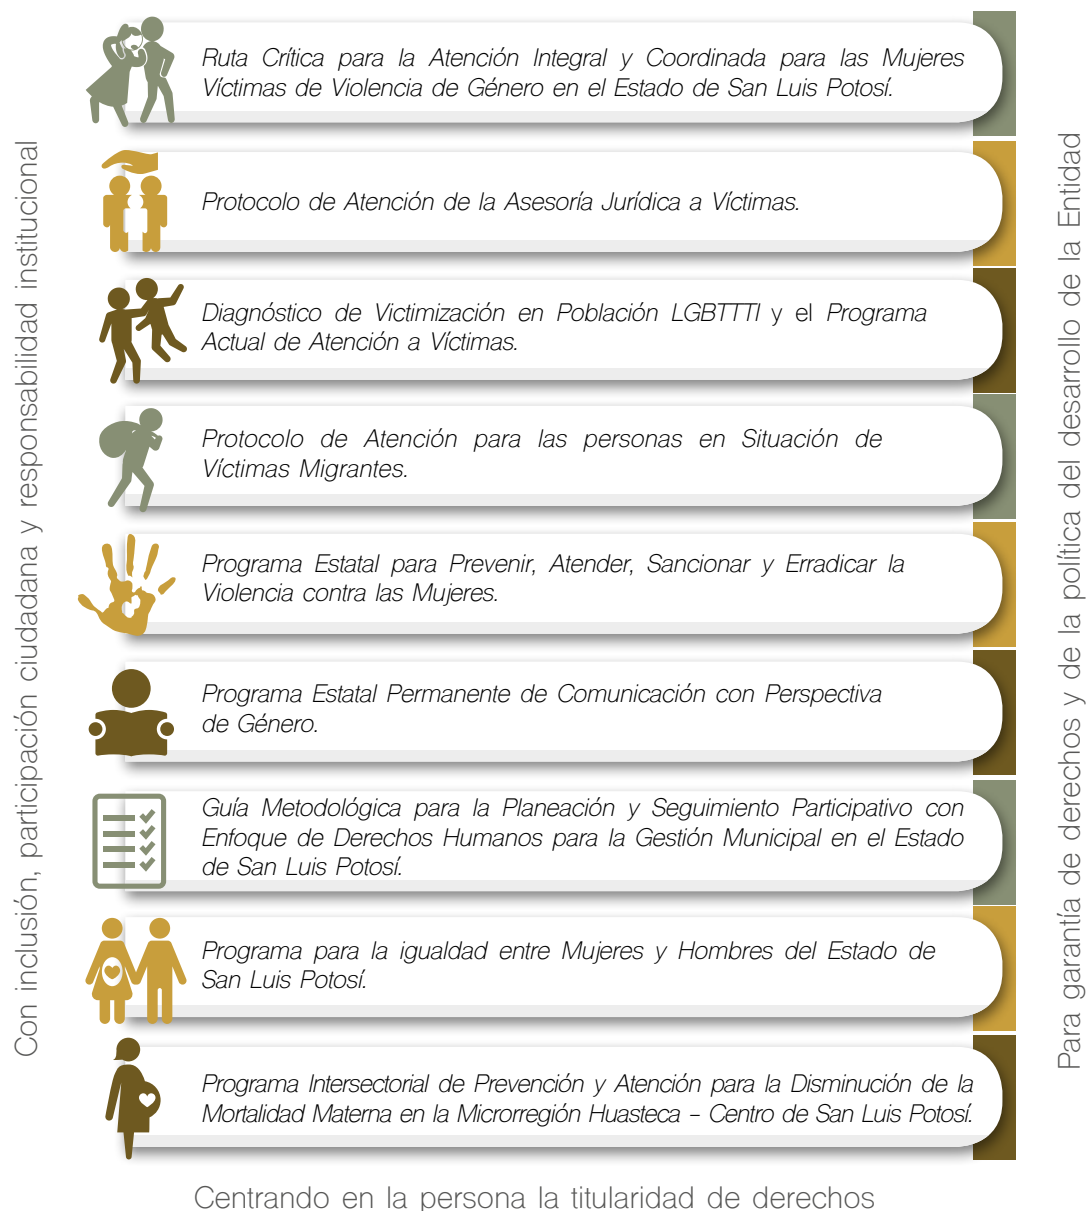 Con inclusión, participación ciudadana y responsabilidad institucional
Ruta Crítica para la Atención Integral y Coordinada para las Mujeres
Víctimas de Violencia de Género en el Estado de San Luis Potosí.
Protocolo de Atención de la Asesoría Jurídica a Víctimas.
Diagnóstico de Victimización en Población LGBTTTI y el Programa
Actual de Atención a Víctimas.
Protocolo de Atención para las personas en Situación de
Víctimas Migrantes.
Programa Estatal para Prevenir, Atender, Sancionar y Erradicar la
Violencia contra las Mujeres.
Programa Estatal Permanente de Comunicación con Perspectiva
de Género.
Guía Metodológica para la Planeación y Seguimiento Participativo con
Enfoque de Derechos Humanos para la Gestión Municipal en el Estado
de San Luis Potosí.
Programa para la igualdad entre Mujeres y Hombres del Estado de
San Luis Potosí.
Programa Intersectorial de Prevención y Atención para la Disminución de la
Mortalidad Materna en la Microrregión Huasteca – Centro de San Luis Potosí.
Para garantía de derechos y de la política del desarrollo de la Entidad
Centrando en la persona la titularidad de derechos